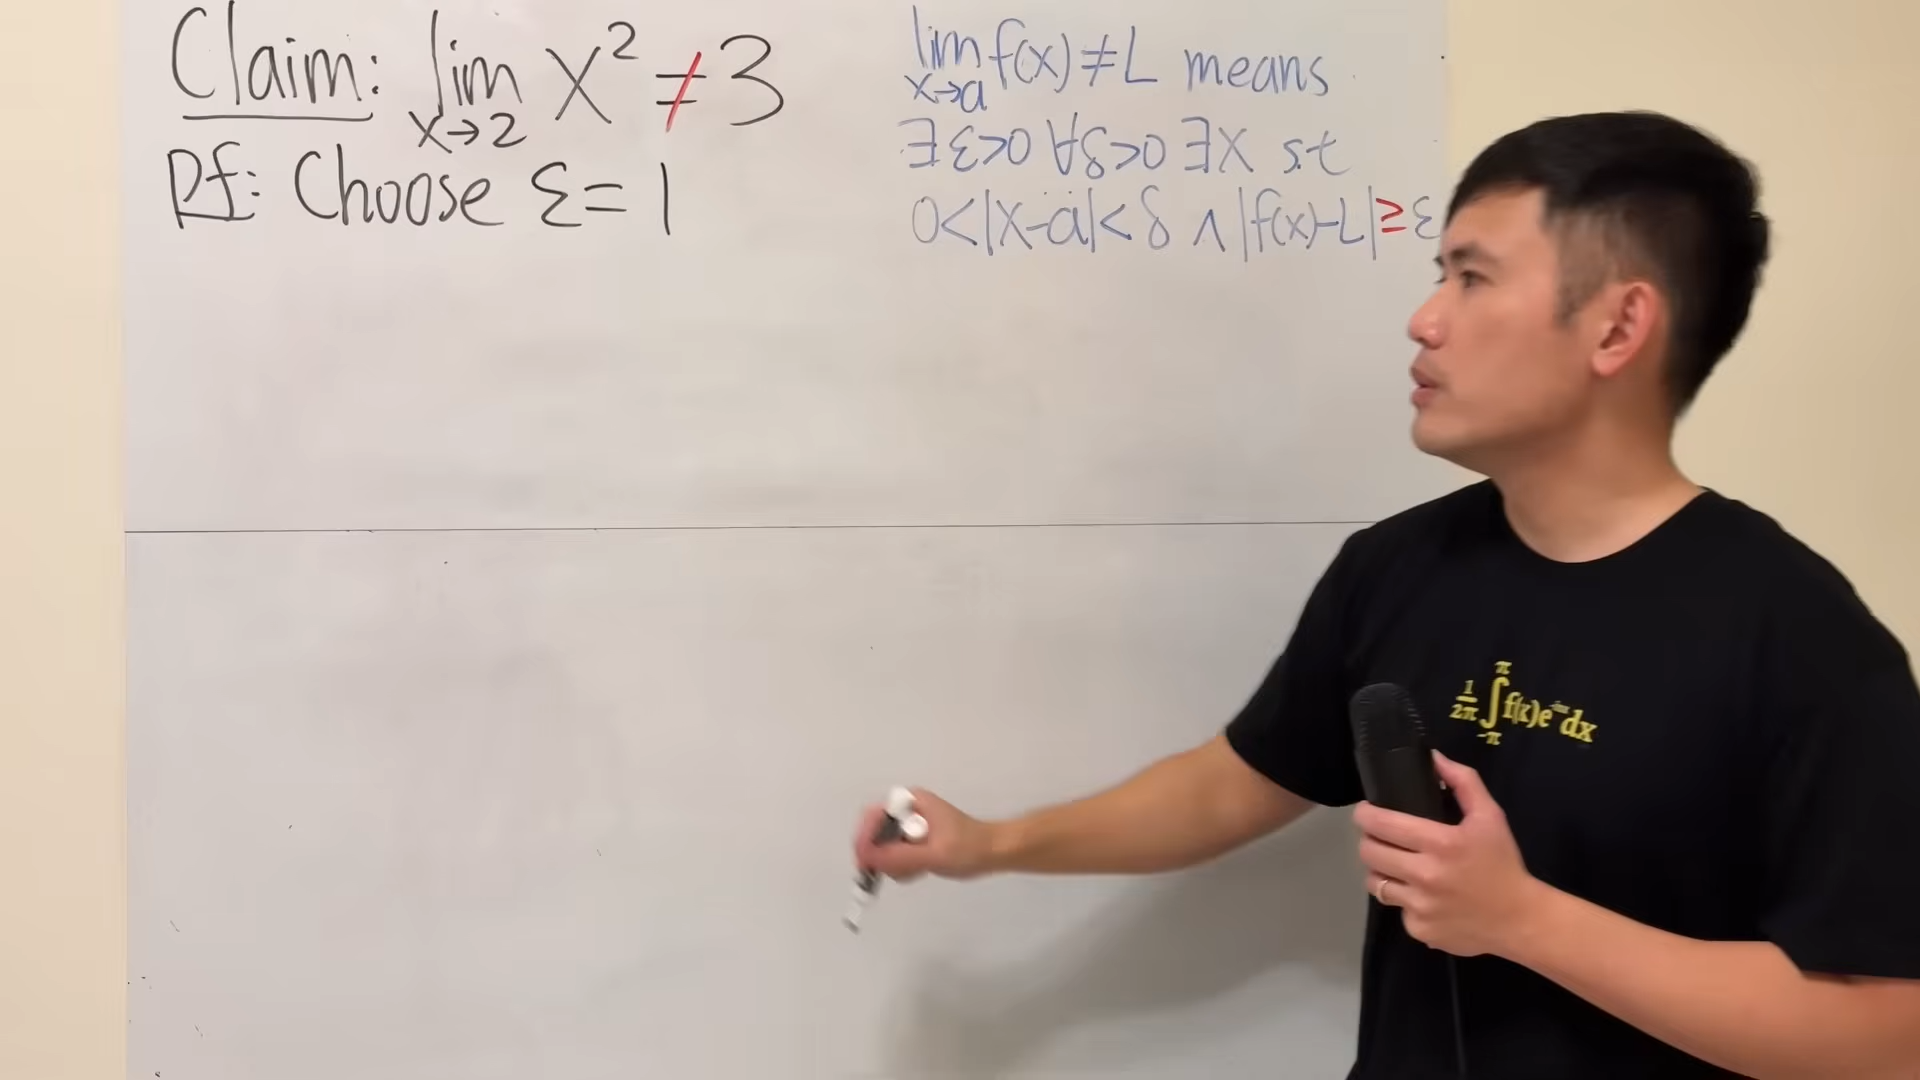 Claim: lim x→2 x² ≠ 3
Pf: Choose ε = 1
lim x→a f(x) ≠ L means
∃ ε>0 ∀δ>0 ∃x s.t
0<|x-a|<δ ∧ |f(x)-L| ≥ ε
1/2π ∫ -π π f(x)e dx